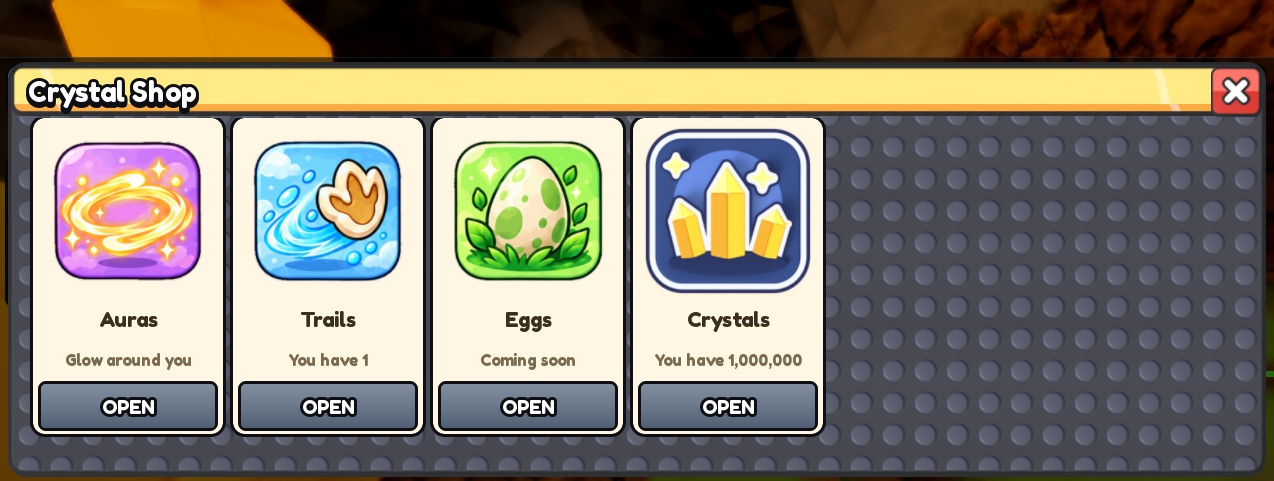 Crystal Shop
Auras
Glow around you
OPEN
Trails
You have 1
OPEN
Eggs
Coming soon
OPEN
Crystals
You have 1,000,000
OPEN